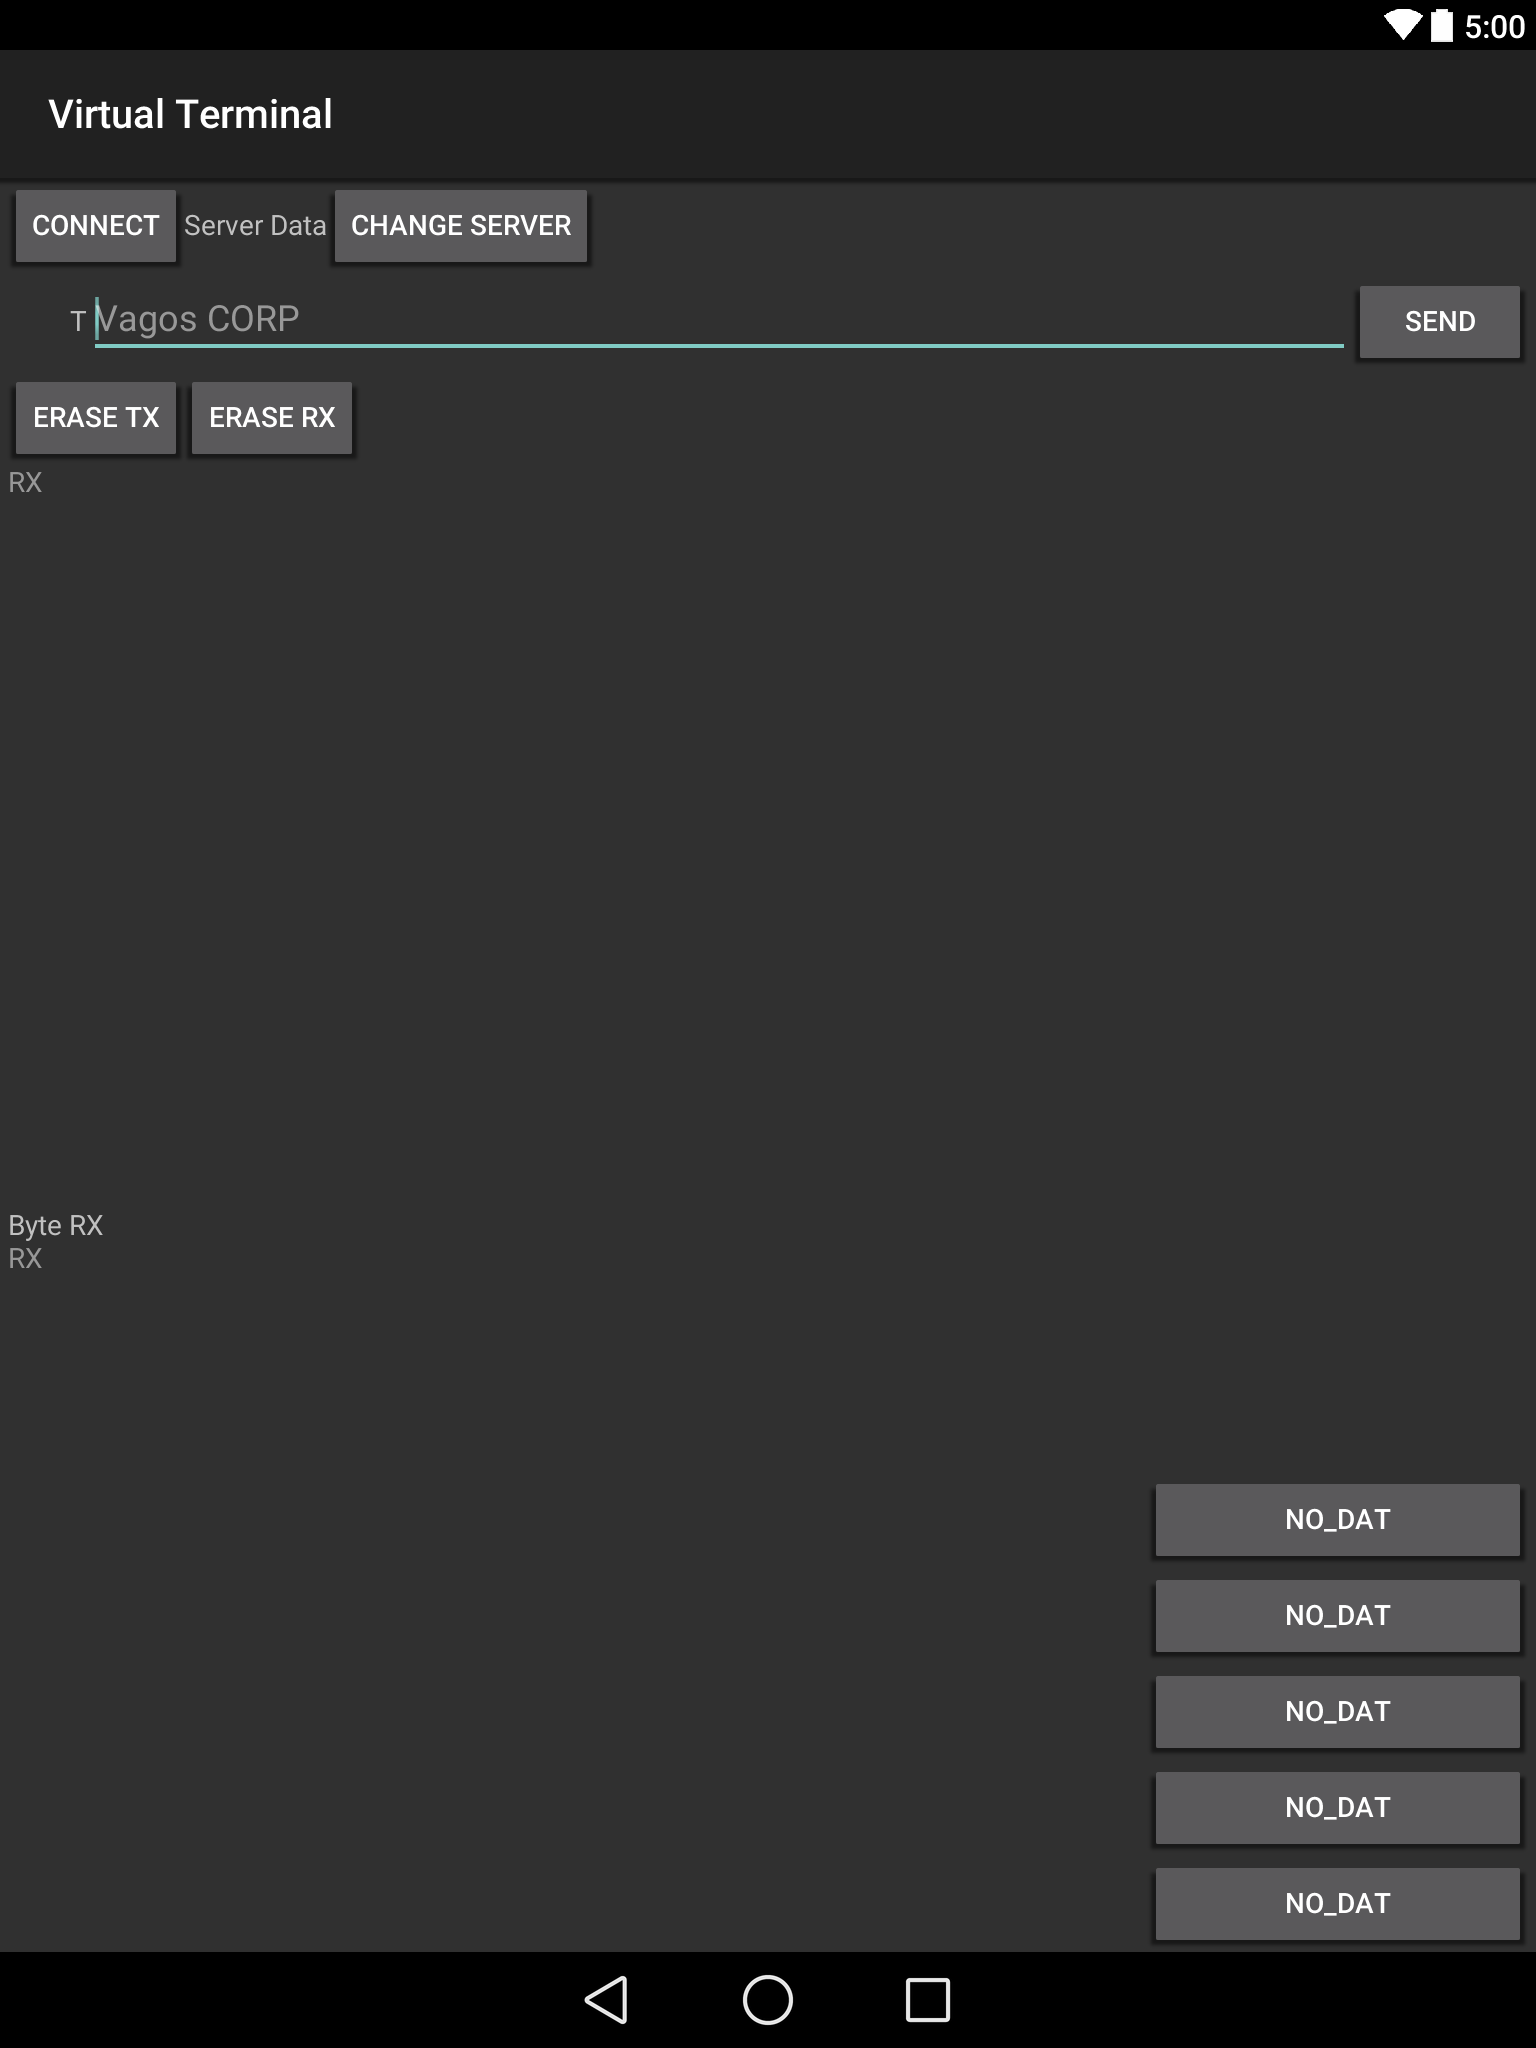 5:00
Virtual Terminal
CONNECT Server Data CHANGE SERVER
T Vagos CORP SEND
ERASE TX ERASE RX
RX
Byte RX
RX
NO_DAT
NO_DAT
NO_DAT
NO_DAT
NO_DAT